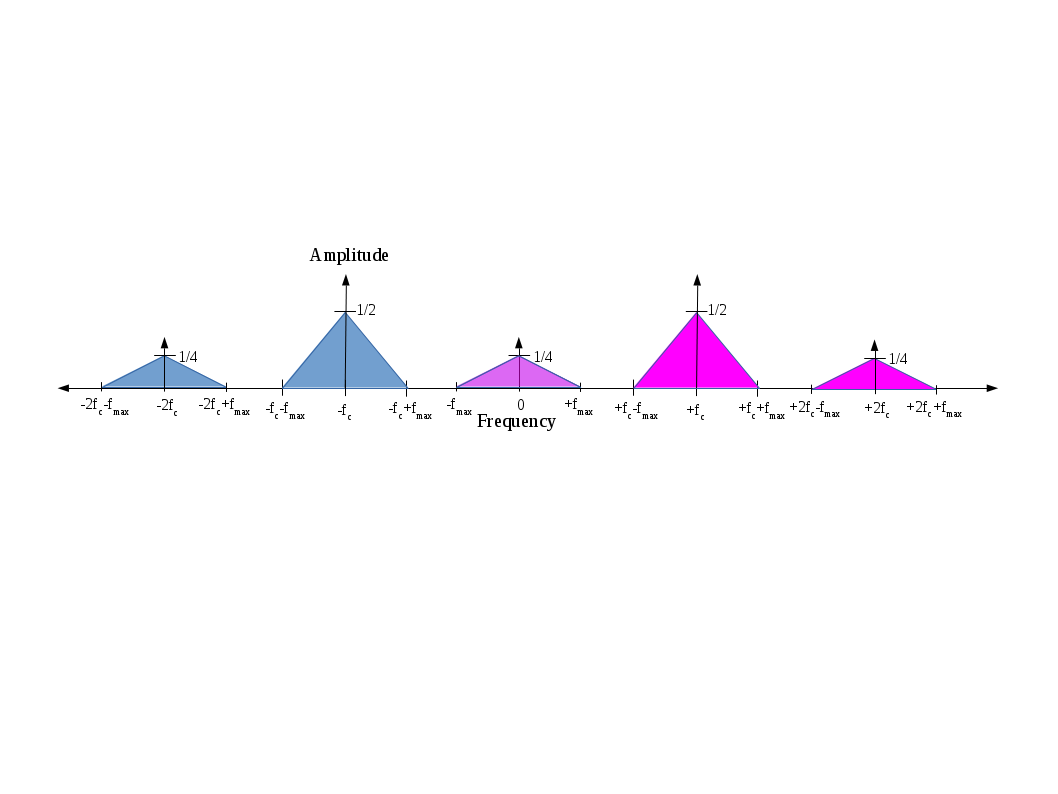 Amplitude
1/2
1/2
1/4
1/4
1/4
-2fc-fmax
-2fc
-2fc+fmax
-fc-fmax
-fc
-fc+fmax
-fmax
0
+fmax
+fc-fmax
+fc
+fc+fmax
+2fc-fmax
+2fc
+2fc+fmax
Frequency